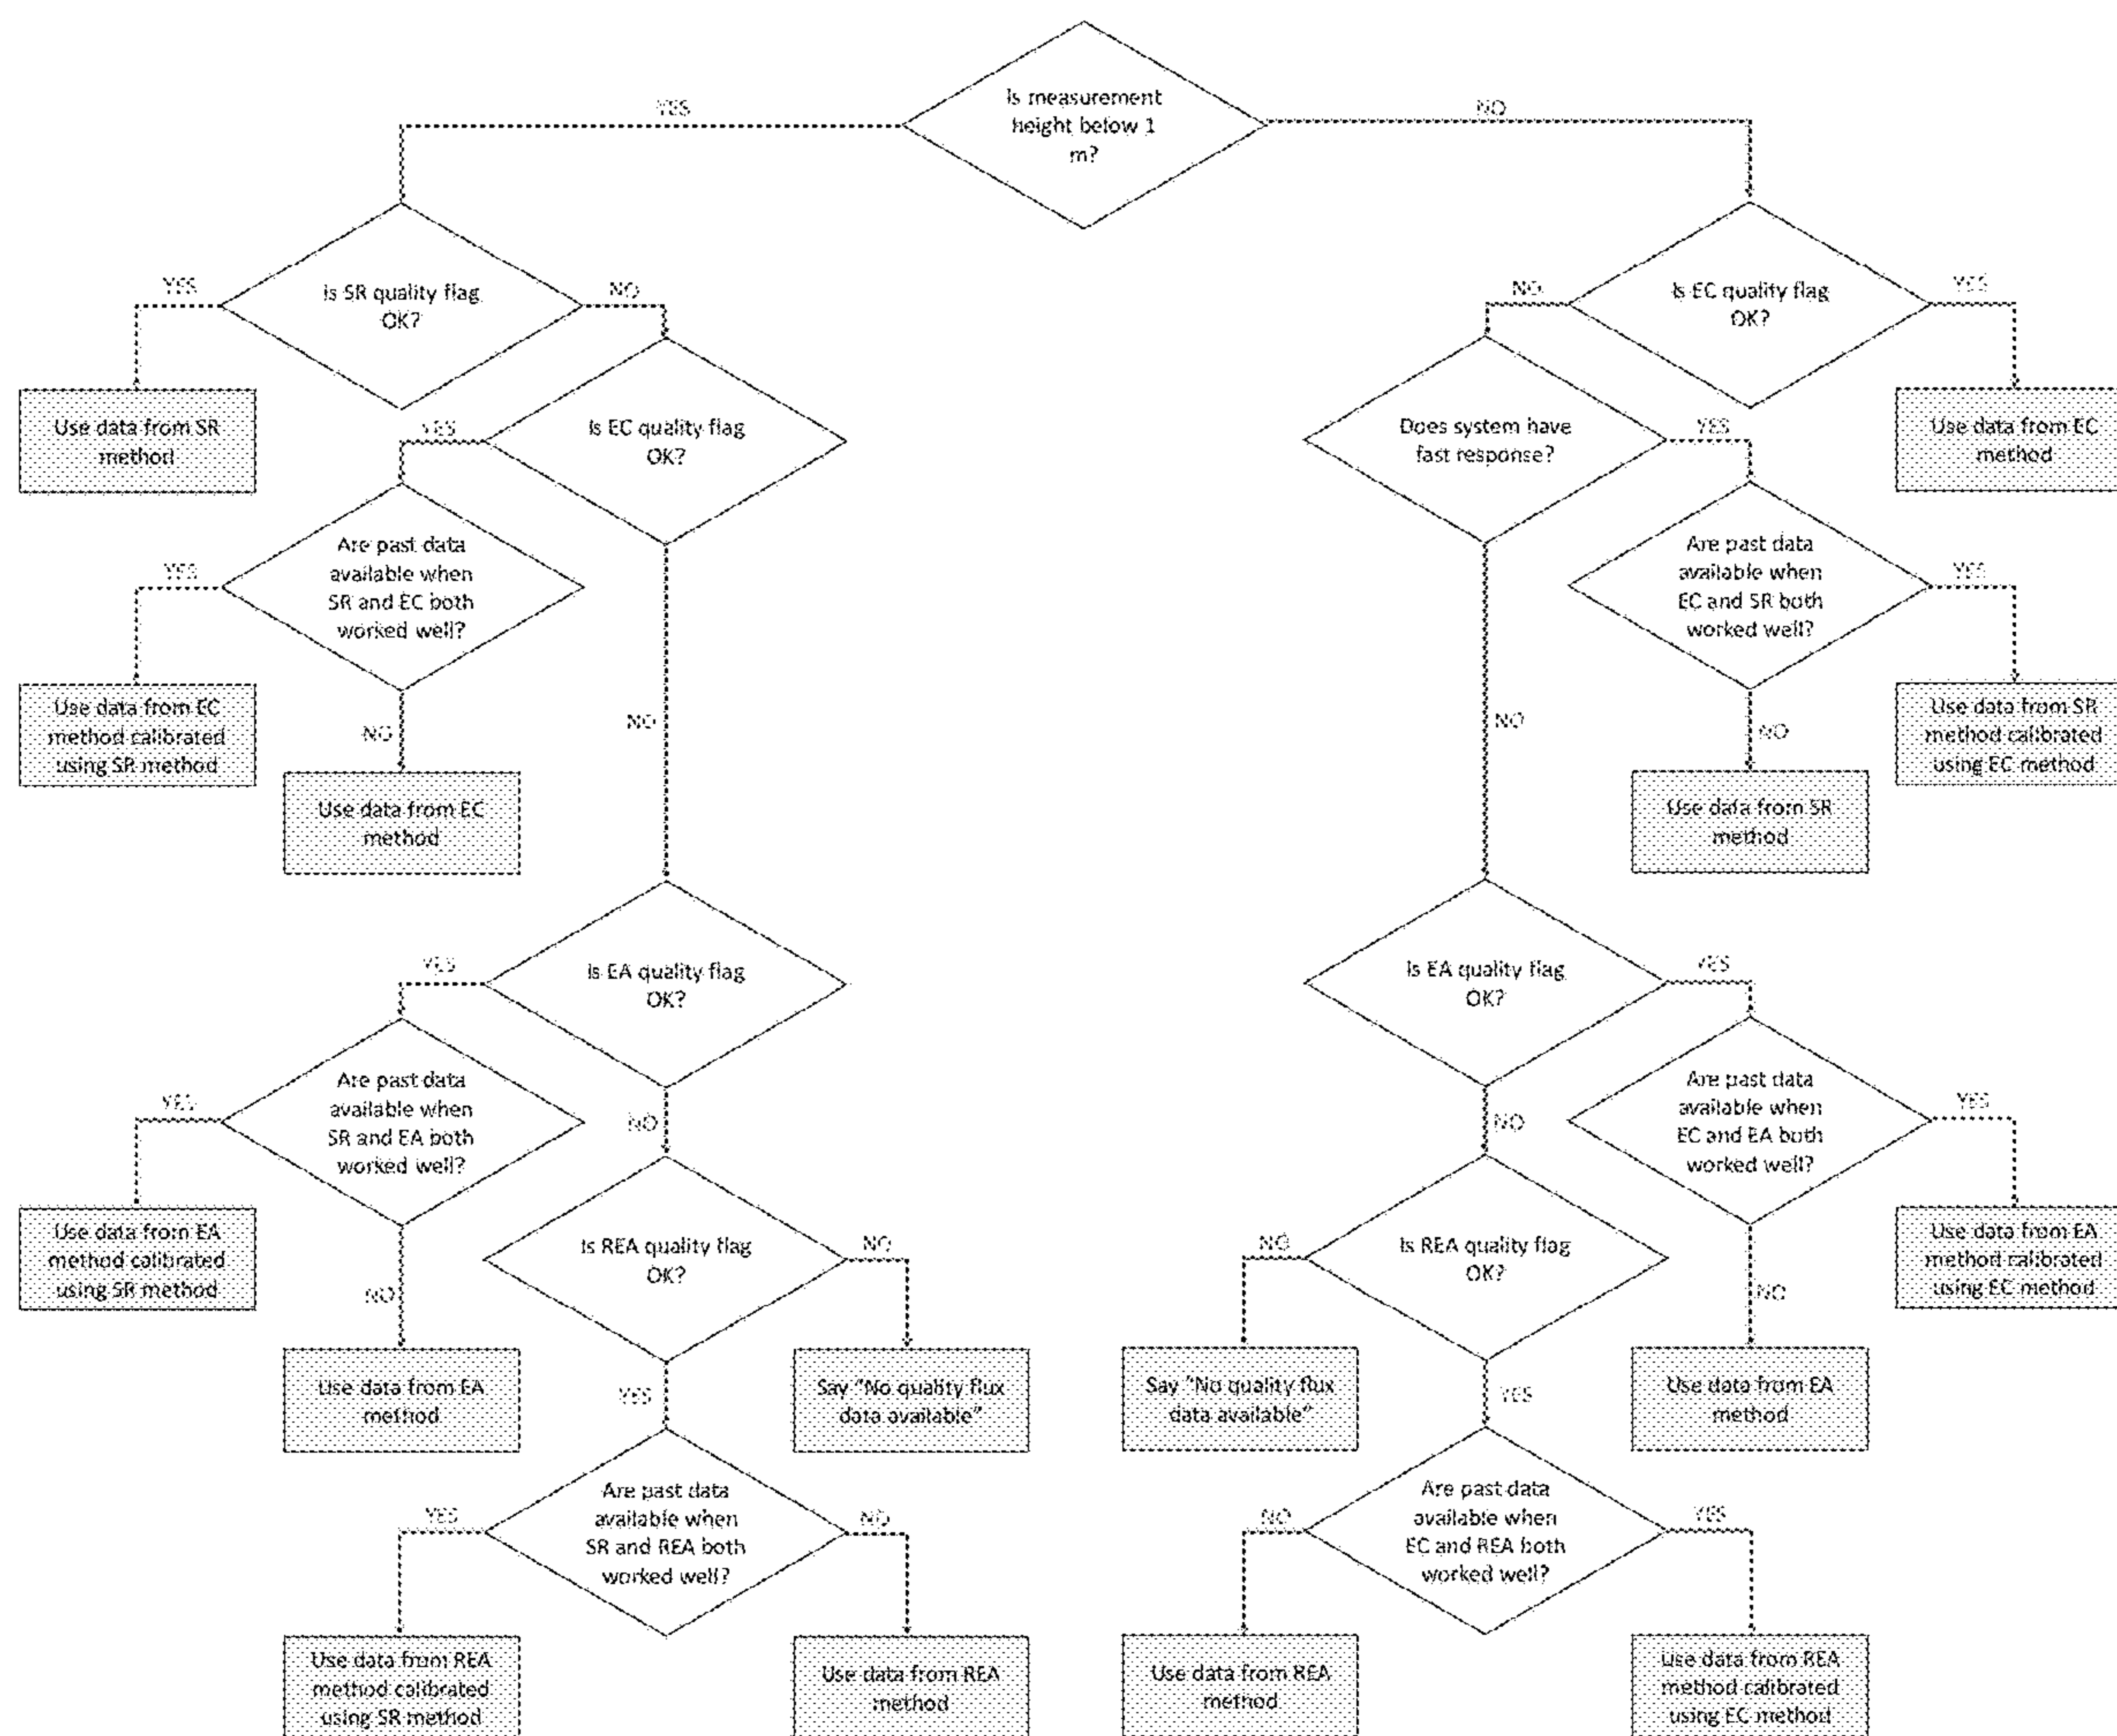 Is measurement
height below 1
m?
YES
NO
Is SR quality flag
OK?
YES
NO
Use data from SR
method
Is EC quality flag
OK?
YES
NO
Are past data
available when
SR and EC both
worked well?
YES
NO
Use data from EC
method calibrated
using SR method
Use data from EC
method
Is EA quality flag
OK?
YES
NO
Are past data
available when
SR and EA both
worked well?
YES
NO
Use data from EA
method calibrated
using SR method
Use data from EA
method
Is REA quality flag
OK?
NO
YES
Say "No quality flux
data available"
Are past data
available when
SR and REA both
worked well?
YES
NO
Use data from REA
method calibrated
using SR method
Use data from REA
method
Is EC quality flag
OK?
NO
YES
Use data from EC
method
Does system have
fast response?
YES
NO
Are past data
available when
EC and SR both
worked well?
YES
NO
Use data from SR
method calibrated
using EC method
Use data from SR
method
Is EA quality flag
OK?
YES
NO
Are past data
available when
EC and EA both
worked well?
YES
NO
Use data from EA
method calibrated
using EC method
Use data from EA
method
Is REA quality flag
OK?
NO
YES
Say "No quality flux
data available"
Are past data
available when
EC and REA both
worked well?
NO
YES
Use data from REA
method
Use data from REA
method calibrated
using EC method